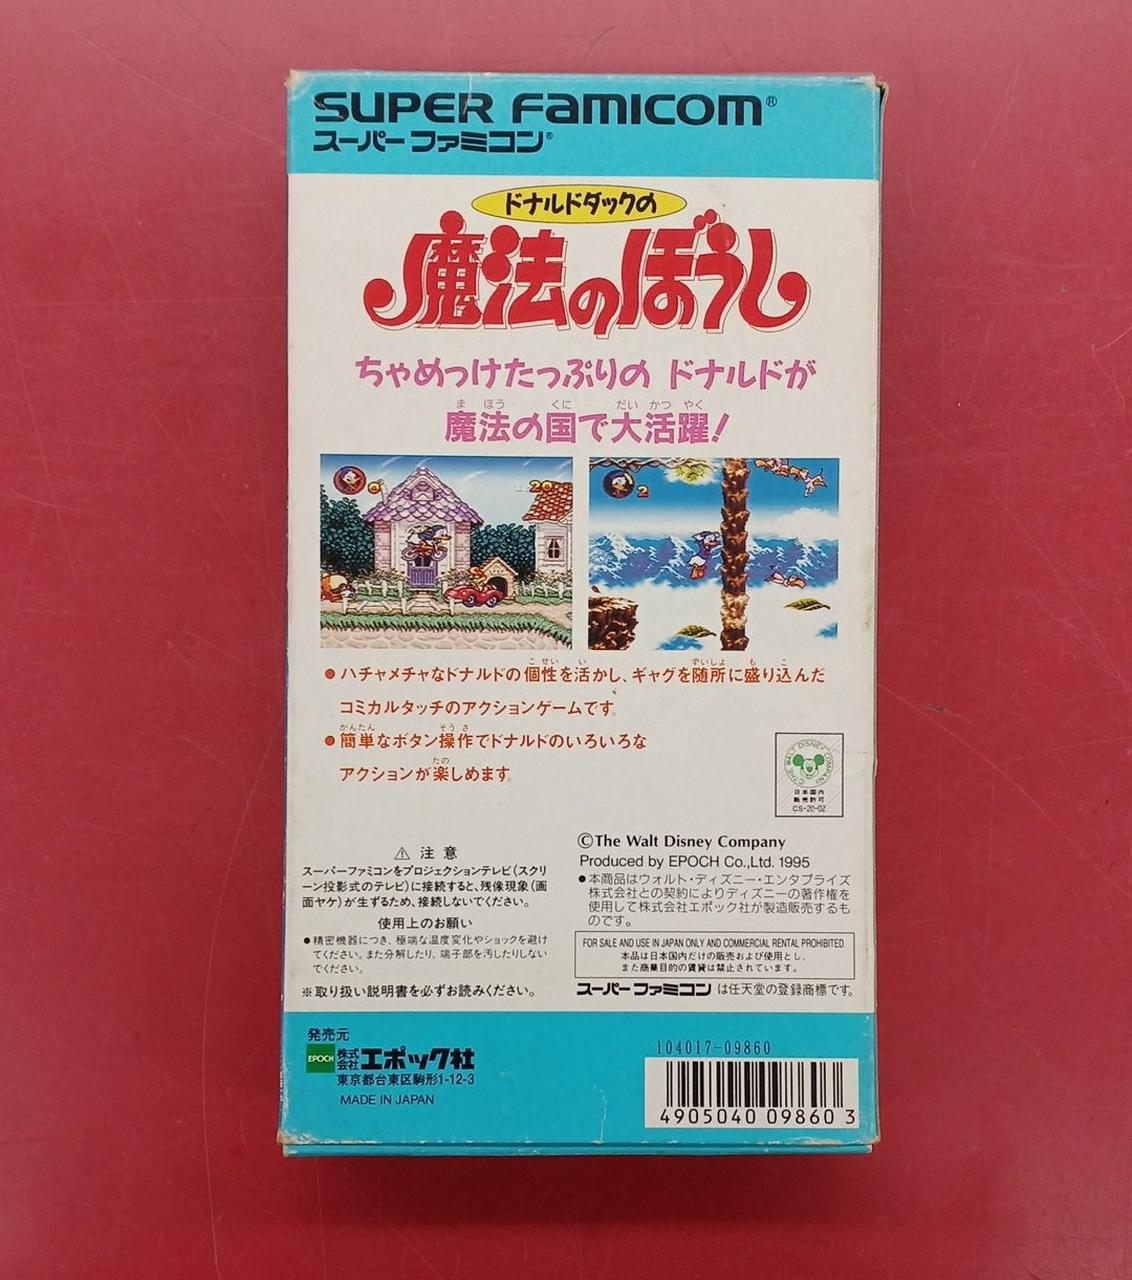 SUPER FAMICOM®
スーパーファミコン®
ドナルドダックの
魔法のぼうし
ちゃめっけたっぷりの ドナルドが
ま ほう くに だい かつ やく
魔法の国で大活躍!
20
2
こせい い ずいしょ も こ
●ハチャメチャなドナルドの個性を活かし、ギャグを随所に盛り込んだ
コミカルタッチのアクションゲームです。
かんたん そうさ
●簡単なボタン操作でドナルドのいろいろな
たの
アクションが楽しめます。
©THE WALT DISNEY COMPANY
日本国内
販売許可
CS-20-02
⚠ 注意
スーパーファミコンをプロジェクションテレビ(スクリ
ーン投影式のテレビ)に接続すると、残像現象(画
面ヤケ)が生ずるため、接続しないでください。
使用上のお願い
●精密機器につき、極端な温度変化やショックを避け
てください。また分解したり、端子部を汚したりしない
でください。
※取り扱い説明書を必ずお読みください。
©The Walt Disney Company
Produced by EPOCH Co.,Ltd. 1995
●本商品はウォルト・ディズニー・エンタプライズ
株式会社との契約によりディズニーの著作権を
使用して株式会社エポック社が製造販売するも
のです。
FOR SALE AND USE IN JAPAN ONLY AND COMMERCIAL RENTAL PROHIBITED.
本品は日本国内だけの販売および使用とし、
また商業目的の賃貸は禁止されています。
スーパーファミコンは任天堂の登録商標です。
発売元
EPOCH 株式会社エポック社
東京都台東区駒形1-12-3
MADE IN JAPAN
104017-09860
4905040 09860 3